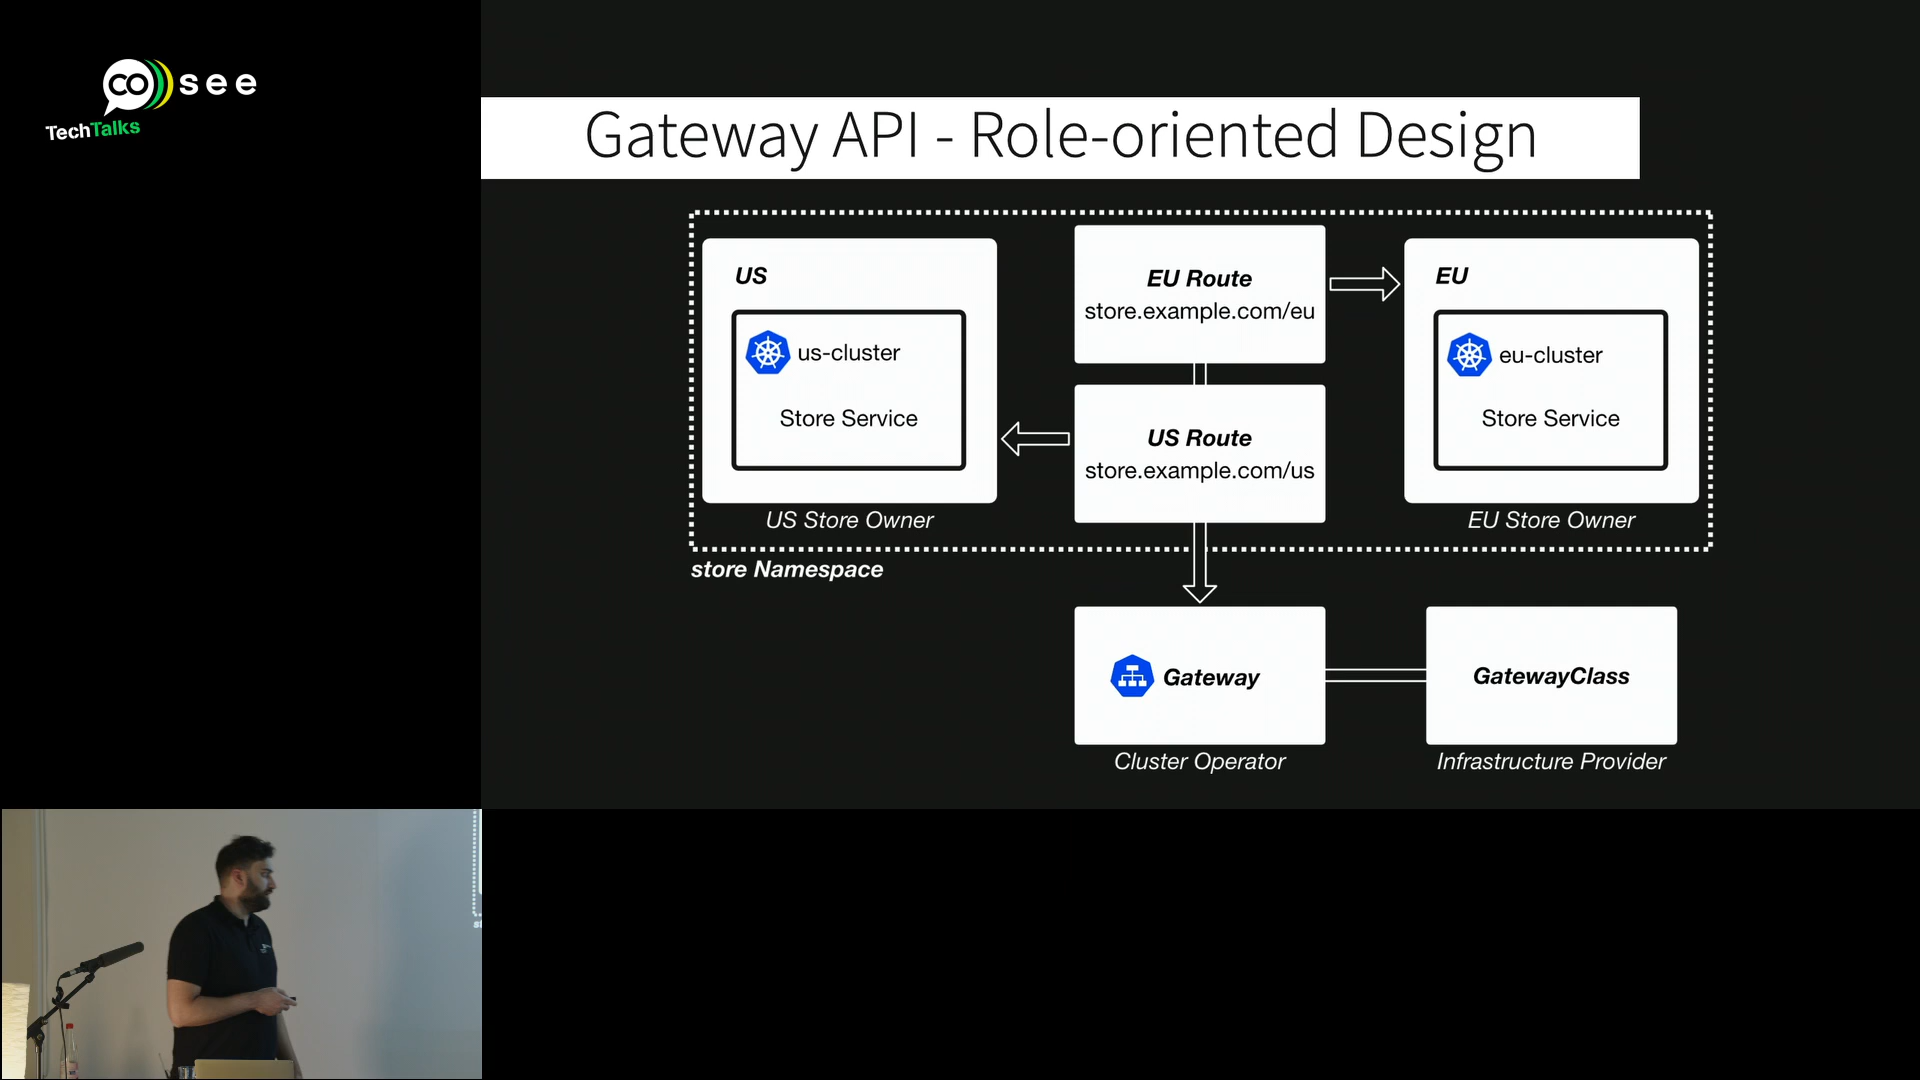 co see
TechTalks
Gateway API - Role-oriented Design
US
us-cluster
Store Service
US Store Owner
EU Route
store.example.com/eu
US Route
store.example.com/us
EU
eu-cluster
Store Service
EU Store Owner
store Namespace
Gateway
Cluster Operator
GatewayClass
Infrastructure Provider